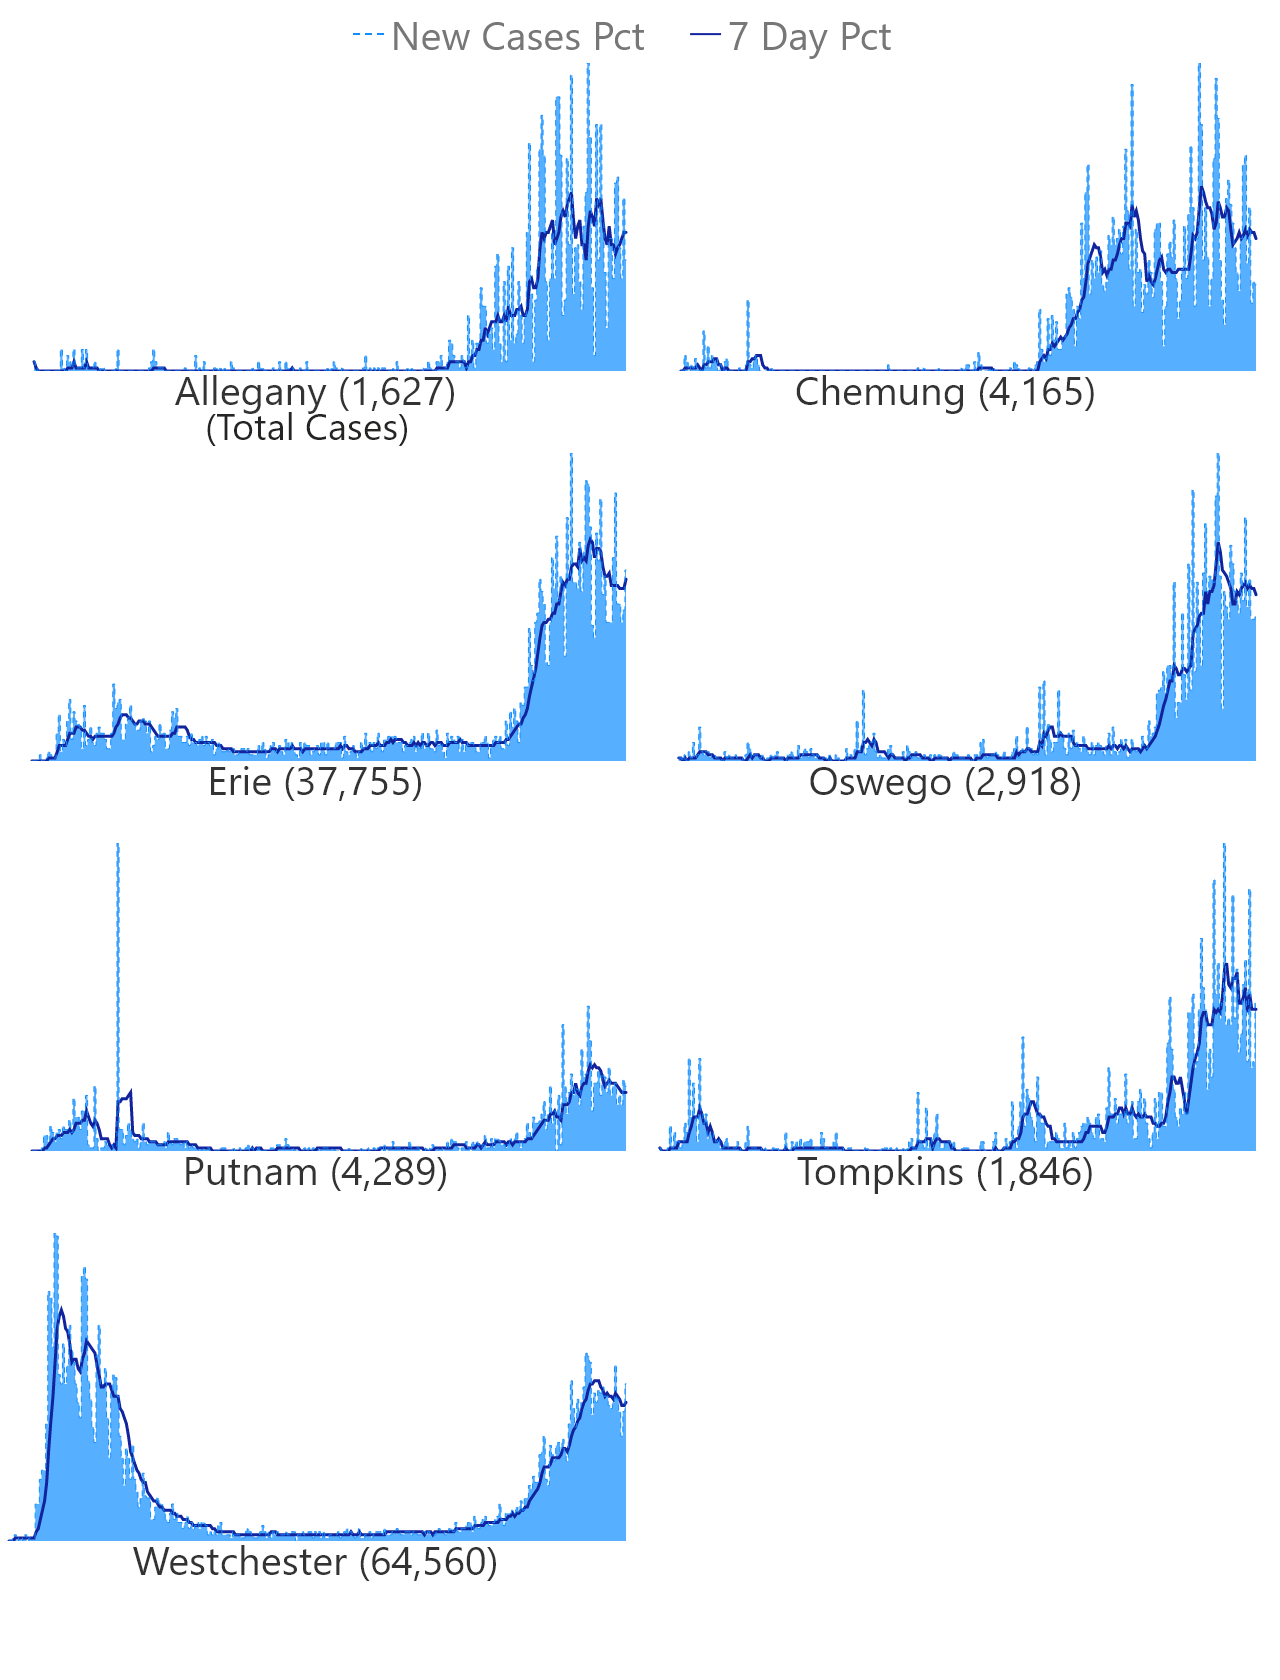 New Cases Pct 7 Day Pct
Allegany (1,627) Chemung (4,165)
(Total Cases)
Erie (37,755) Oswego (2,918)
Putnam (4,289) Tompkins (1,846)
Westchester (64,560)